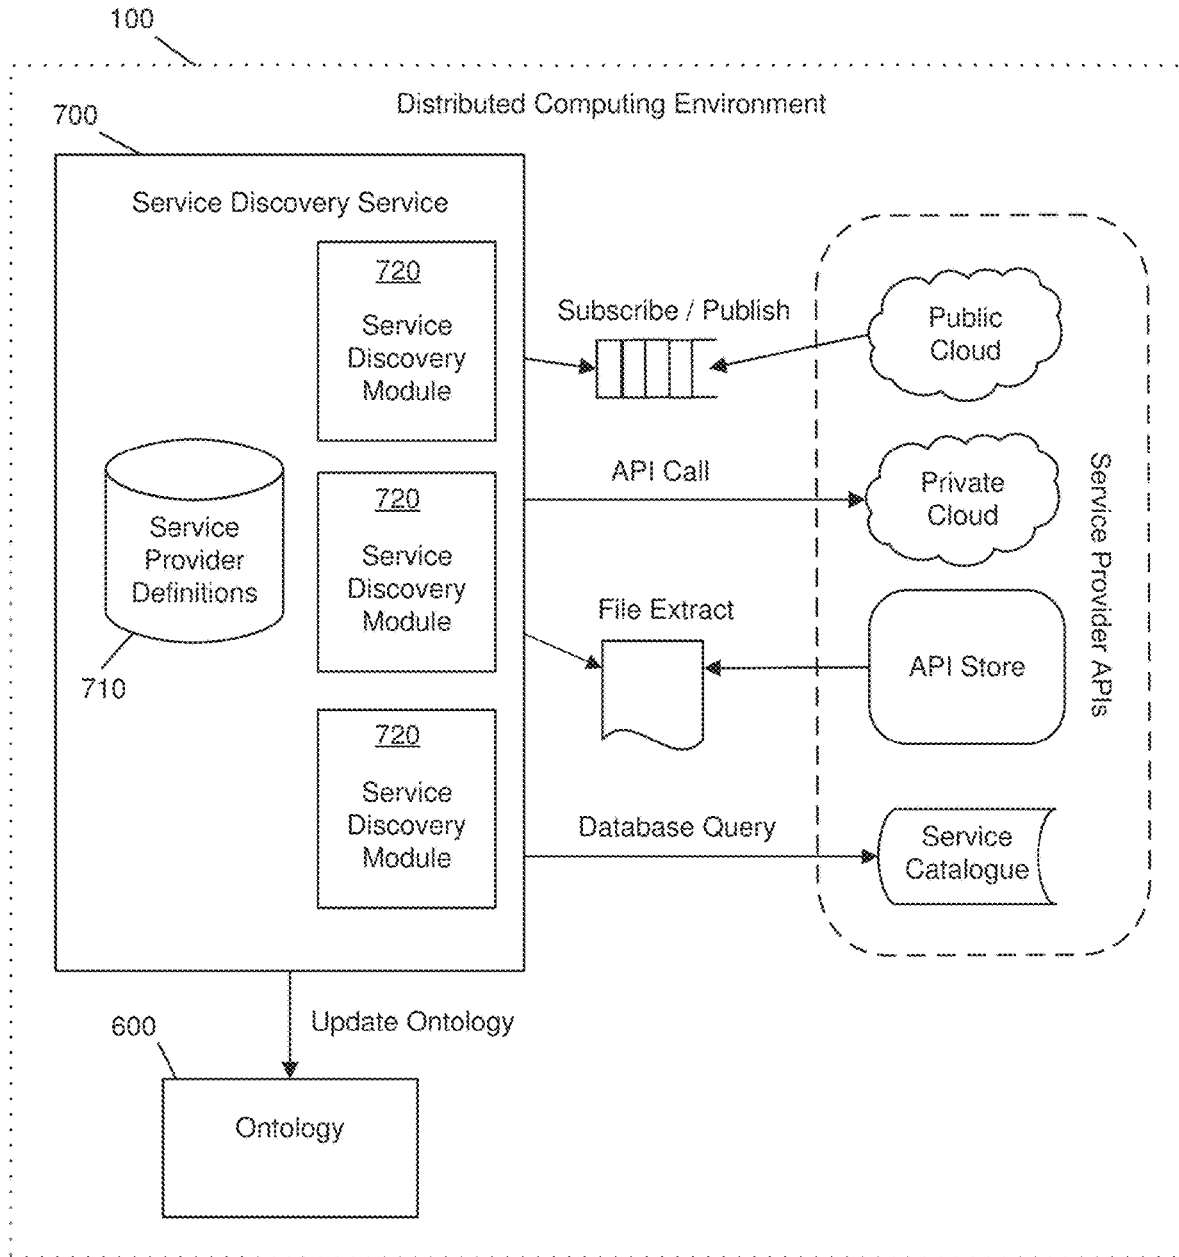 100
Distributed Computing Environment
700
Service Discovery Service
720
Service
Discovery
Module
Subscribe / Publish
Public
Cloud
API Call
720
Service
Discovery
Module
Private
Cloud
Service
Provider
Definitions
710
File Extract
API Store
Service Provider APIs
720
Service
Discovery
Module
Database Query
Service
Catalogue
Update Ontology
600
Ontology